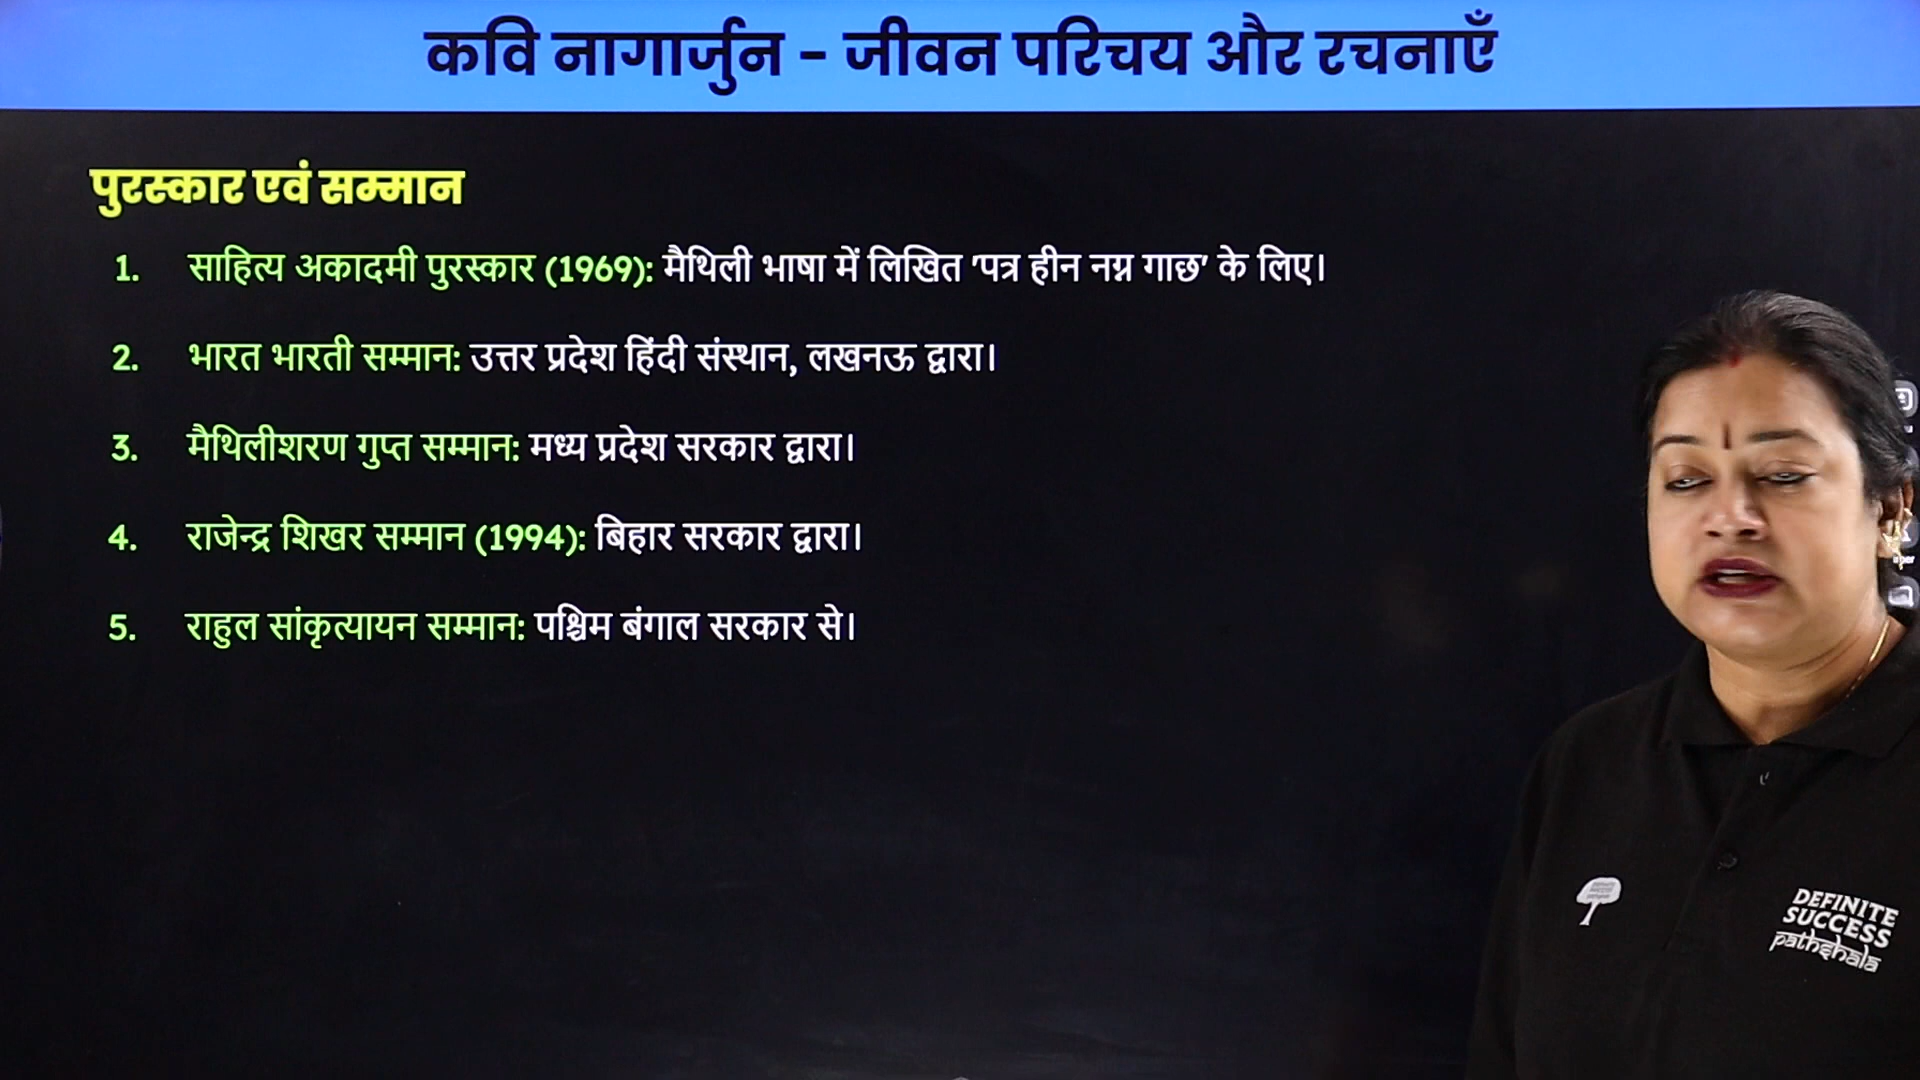 कवि नागार्जुन - जीवन परिचय और रचनाएँ
पुरस्कार एवं सम्मान
1. साहित्य अकादमी पुरस्कार (1969): मैथिली भाषा में लिखित 'पत्र हीन नग्न गाछ' के लिए।
2. भारत भारती सम्मान: उत्तर प्रदेश हिंदी संस्थान, लखनऊ द्वारा।
3. मैथिलीशरण गुप्त सम्मान: मध्य प्रदेश सरकार द्वारा।
4. राजेन्द्र शिखर सम्मान (1994): बिहार सरकार द्वारा।
5. राहुल सांकृत्यायन सम्मान: पश्चिम बंगाल सरकार से।
DEFINITE
SUCCESS
pathshala